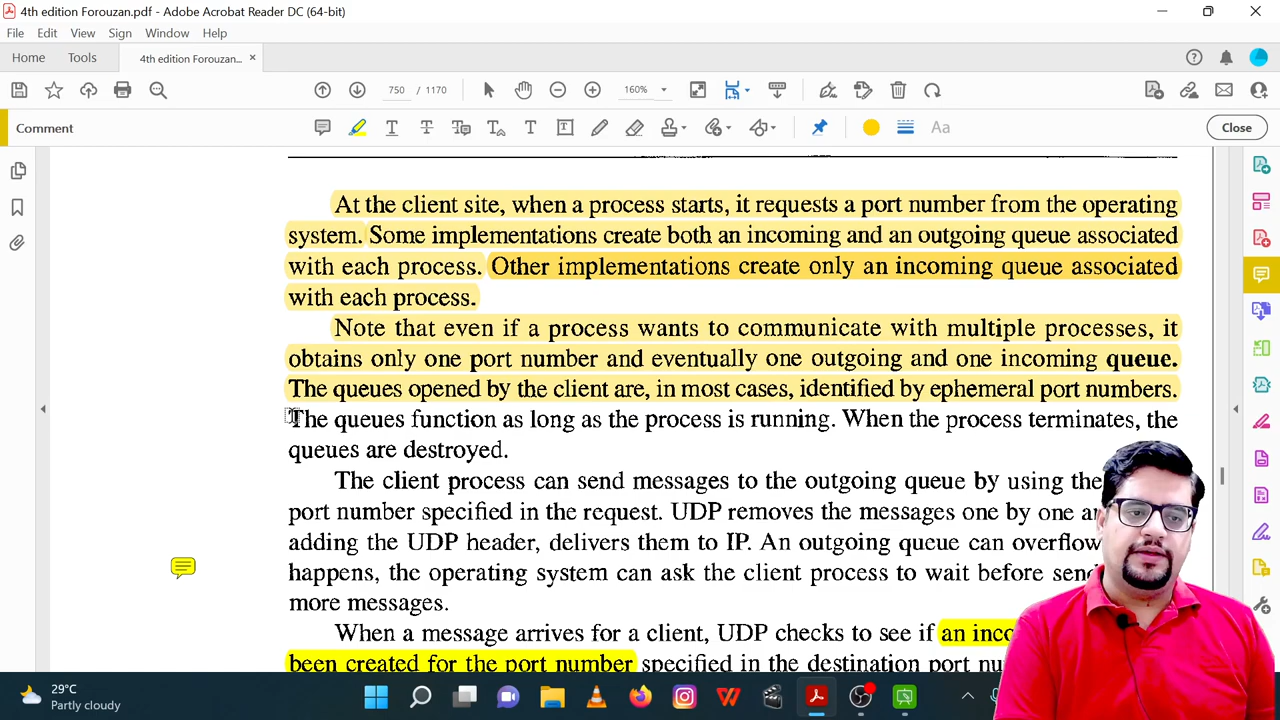 4th edition Forouzan.pdf - Adobe Acrobat Reader DC (64-bit)
File Edit View Sign Window Help
Home Tools 4th edition Forouzan...
750 / 1170 160%
Comment Close
At the client site, when a process starts, it requests a port number from the operating
system. Some implementations create both an incoming and an outgoing queue associated
with each process. Other implementations create only an incoming queue associated
with each process.
Note that even if a process wants to communicate with multiple processes, it
obtains only one port number and eventually one outgoing and one incoming queue.
The queues opened by the client are, in most cases, identified by ephemeral port numbers.
The queues function as long as the process is running. When the process terminates, the
queues are destroyed.
The client process can send messages to the outgoing queue by using the
port number specified in the request. UDP removes the messages one by one
adding the UDP header, delivers them to IP. An outgoing queue can overflow
happens, the operating system can ask the client process to wait before
more messages.
When a message arrives for a client, UDP checks to see if an
been created for the port number specified in the destination port
29°C
Partly cloudy